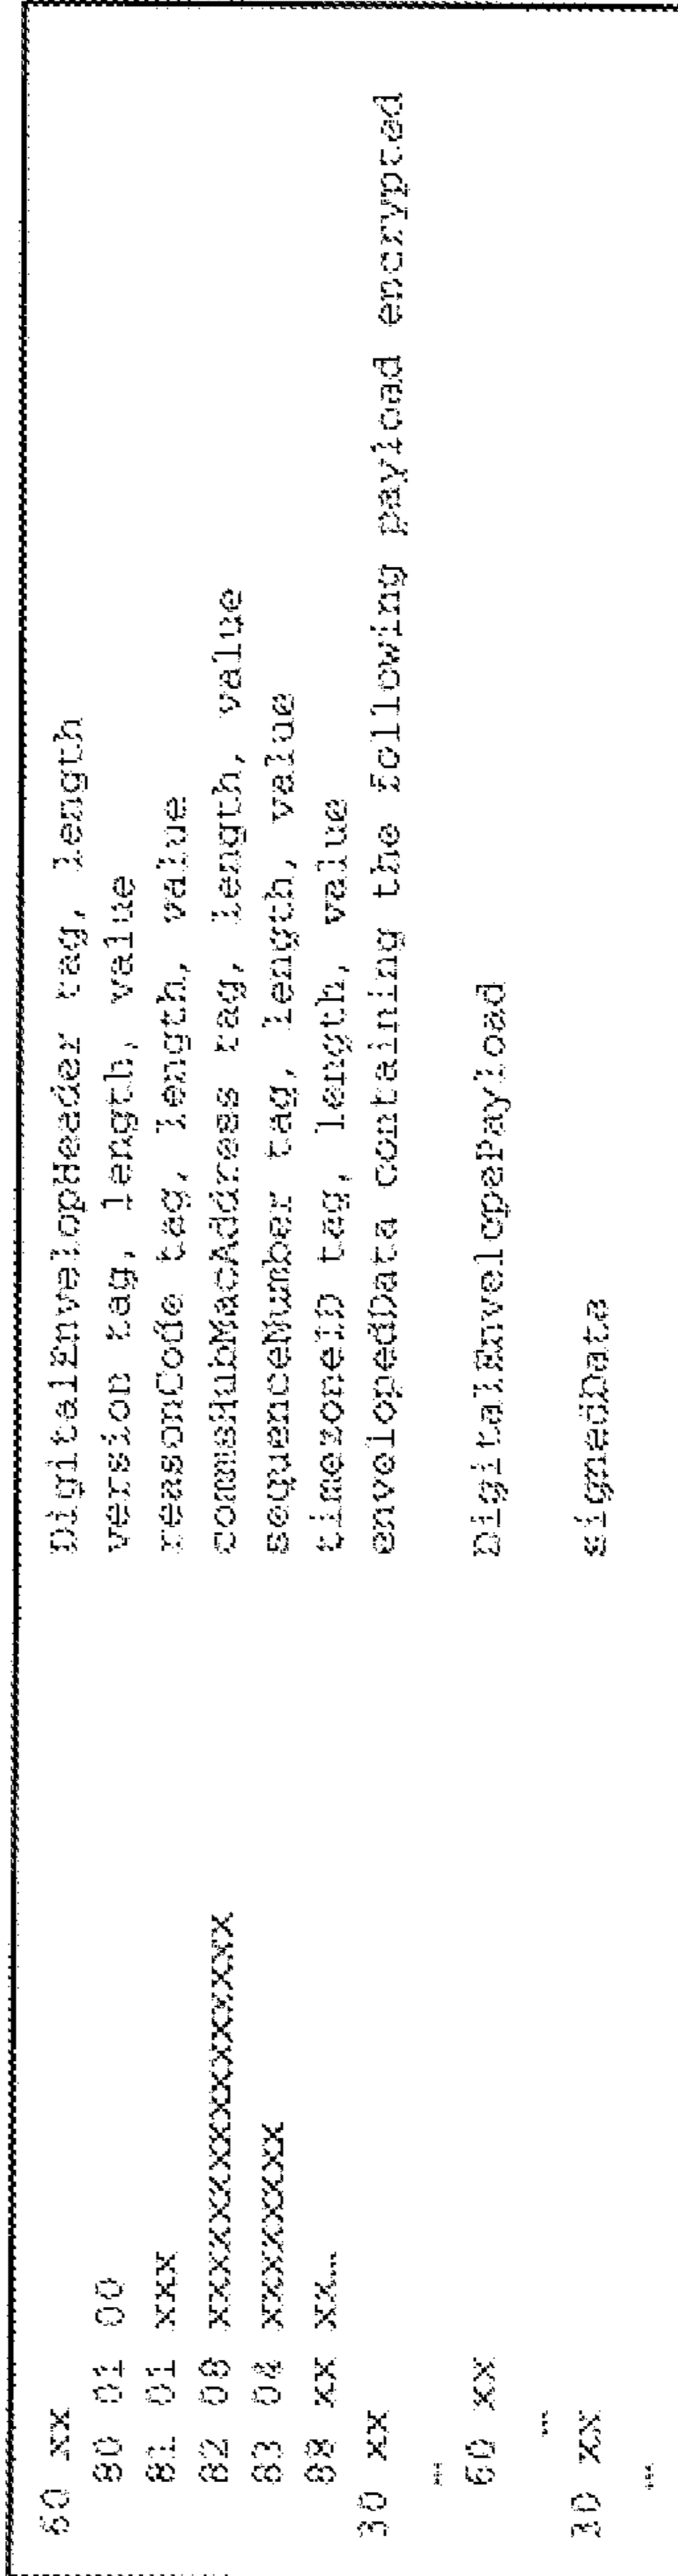 60 xx DigitalEnvelopHeader tag, length
80 01 00 version tag, length, value
81 01 xxx reasonCode tag, length, value
82 08 xxxxxxxxxxxxxxxx commsHubMacAddress tag, length, value
83 04 xxxxxxxx sequenceNumber tag, length, value
88 xx xx… timezoneID tag, length, value
30 xx envelopedData containing the following payload encrypted
…
60 xx DigitalEnvelopePayload
…
30 xx signedData
…